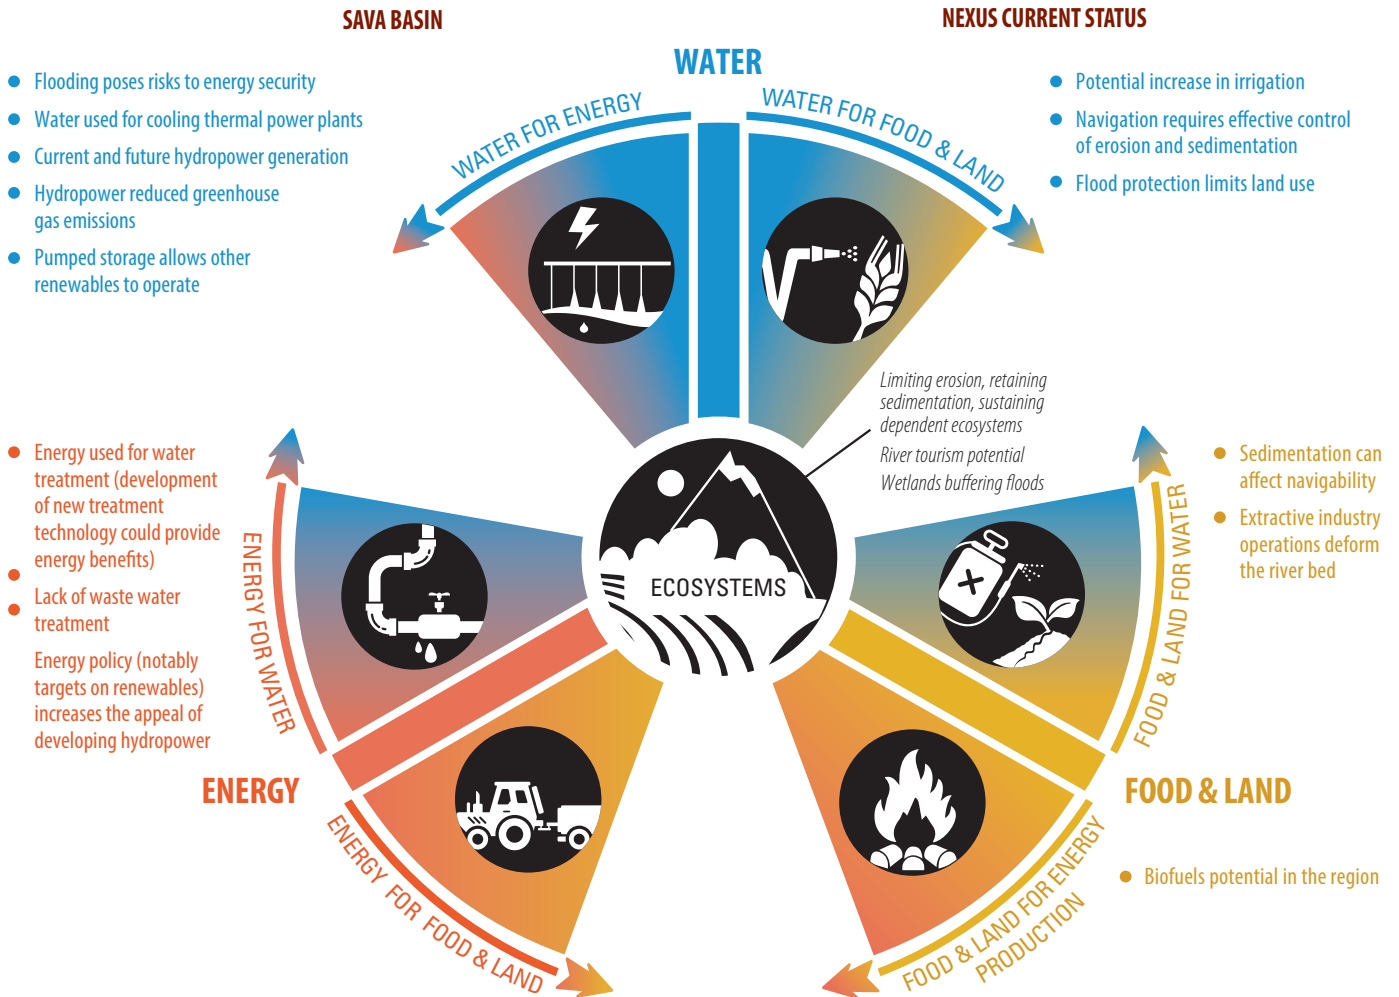 SAVA BASIN
NEXUS CURRENT STATUS
WATER
Flooding poses risks to energy security
Water used for cooling thermal power plants
Current and future hydropower generation
Hydropower reduced greenhouse
gas emissions
Pumped storage allows other
renewables to operate
WATER FOR ENERGY
WATER FOR FOOD & LAND
Potential increase in irrigation
Navigation requires effective control
of erosion and sedimentation
Flood protection limits land use
Limiting erosion, retaining
sedimentation, sustaining
dependent ecosystems
River tourism potential
Wetlands buffering floods
ECOSYSTEMS
Energy used for water
treatment (development
of new treatment
technology could provide
energy benefits)
Lack of waste water
treatment
Energy policy (notably
targets on renewables)
increases the appeal of
developing hydropower
ENERGY FOR WATER
ENERGY
ENERGY FOR FOOD & LAND
Sedimentation can
affect navigability
Extractive industry
operations deform
the river bed
FOOD & LAND FOR WATER
FOOD & LAND
FOOD & LAND FOR ENERGY
PRODUCTION
Biofuels potential in the region